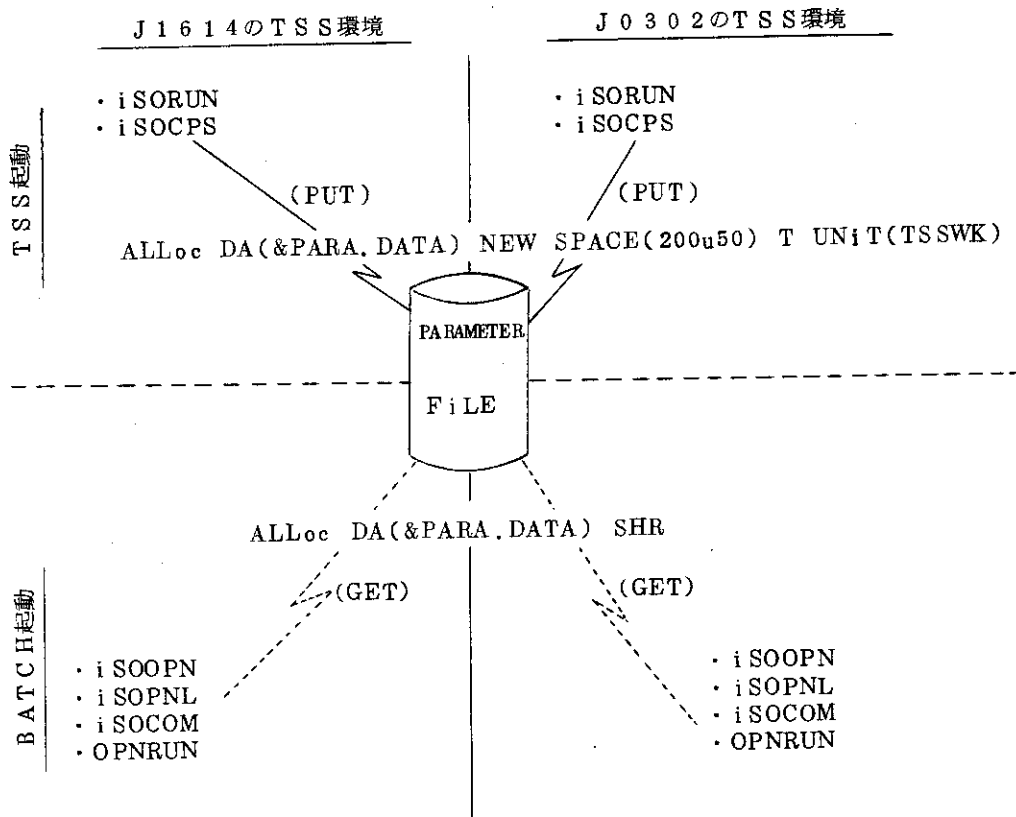 J1614のTSS環境
J0302のTSS環境
TSS起動
・iSORUN
・iSOCPS
・iSORUN
・iSOCPS
(PUT)
(PUT)
ALLoc DA(&PARA.DATA) NEW SPACE(200u50) T UNiT(TSSWK)
PARAMETER
FiLE
ALLoc DA(&PARA.DATA) SHR
(GET)
(GET)
BATCH起動
・iSOOPN
・iSOPNL
・iSOCOM
・OPNRUN
・iSOOPN
・iSOPNL
・iSOCOM
・OPNRUN